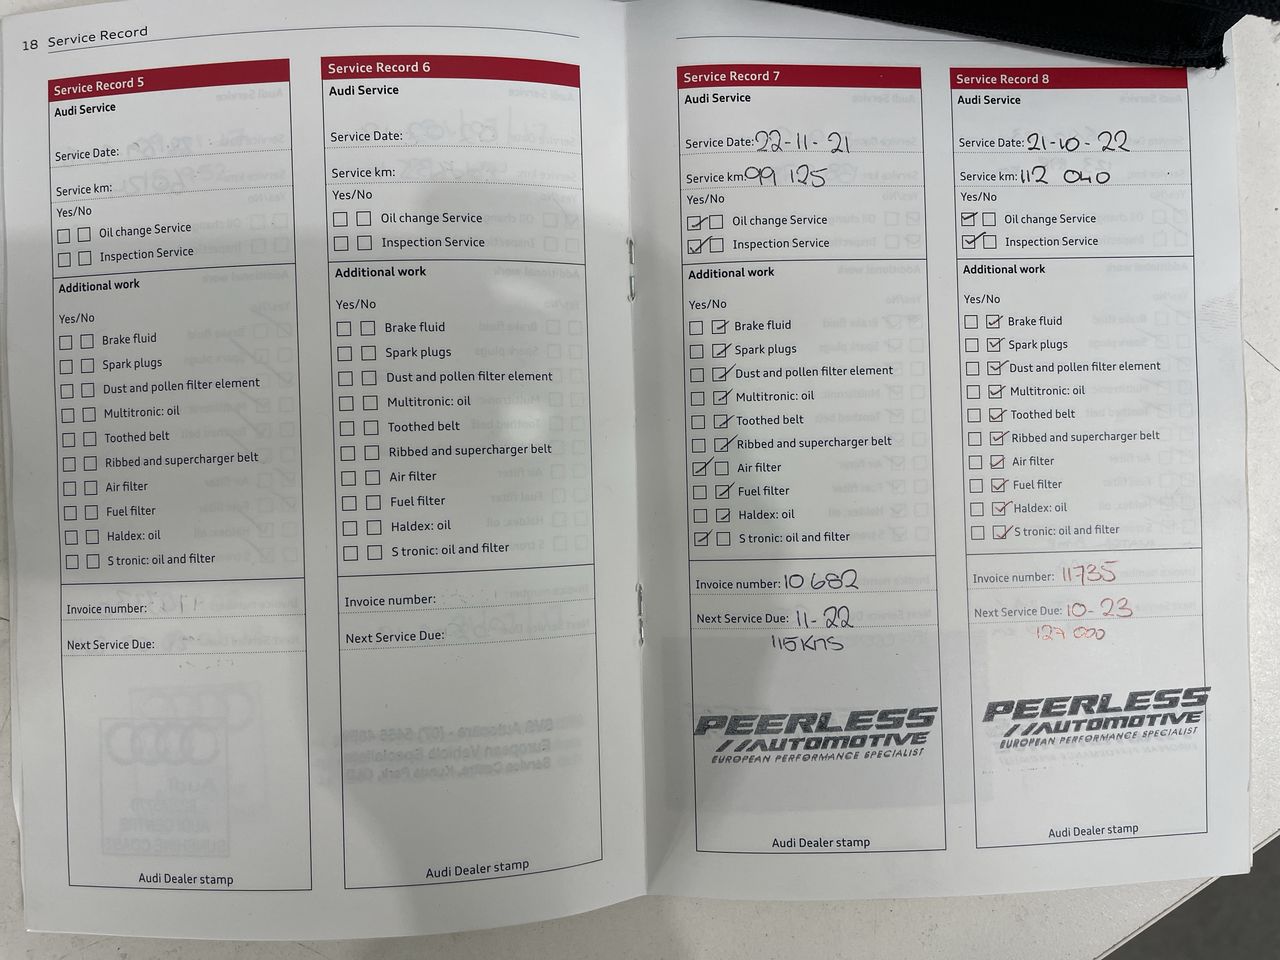 18 Service Record
Service Record 5
Audi Service
Service Date:
Service km:
Yes/No
Oil change Service
Inspection Service
Additional work
Yes/No
Brake fluid
Spark plugs
Dust and pollen filter element
Multitronic: oil
Toothed belt
Ribbed and supercharger belt
Air filter
Fuel filter
Haldex: oil
S tronic: oil and filter
Invoice number:
Next Service Due:
Audi Dealer stamp
Service Record 6
Audi Service
Service Date:
Service km:
Yes/No
Oil change Service
Inspection Service
Additional work
Yes/No
Brake fluid
Spark plugs
Dust and pollen filter element
Multitronic: oil
Toothed belt
Ribbed and supercharger belt
Air filter
Fuel filter
Haldex: oil
S tronic: oil and filter
Invoice number:
Next Service Due:
Audi Dealer stamp
Service Record 7
Audi Service
Service Date: 22-11-21
Service km: 99 125
Yes/No
Oil change Service
Inspection Service
Additional work
Yes/No
Brake fluid
Spark plugs
Dust and pollen filter element
Multitronic: oil
Toothed belt
Ribbed and supercharger belt
Air filter
Fuel filter
Haldex: oil
S tronic: oil and filter
Invoice number: 10682
Next Service Due: 11-22
115Kms
PEERLESS
//AUTOMOTIVE
EUROPEAN PERFORMANCE SPECIALIST
Audi Dealer stamp
Service Record 8
Audi Service
Service Date: 21-10-22
Service km: 112 040
Yes/No
Oil change Service
Inspection Service
Additional work
Yes/No
Brake fluid
Spark plugs
Dust and pollen filter element
Multitronic: oil
Toothed belt
Ribbed and supercharger belt
Air filter
Fuel filter
Haldex: oil
S tronic: oil and filter
Invoice number: 11735
Next Service Due: 10-23
127 000
PEERLESS
//AUTOMOTIVE
EUROPEAN PERFORMANCE SPECIALIST
Audi Dealer stamp